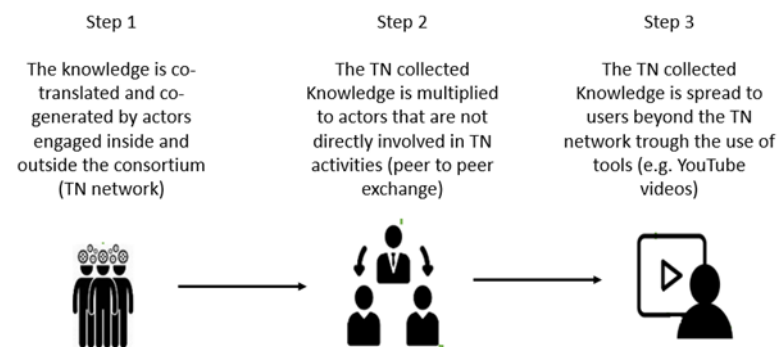 Step 1
The knowledge is co-
translated and co-
generated by actors
engaged inside and
outside the consortium
(TN network)
Step 2
The TN collected
Knowledge is multiplied
to actors that are not
directly involved in TN
activities (peer to peer
exchange)
Step 3
The TN collected
Knowledge is spread to
users beyond the TN
network trough the use of
tools (e.g. YouTube
videos)